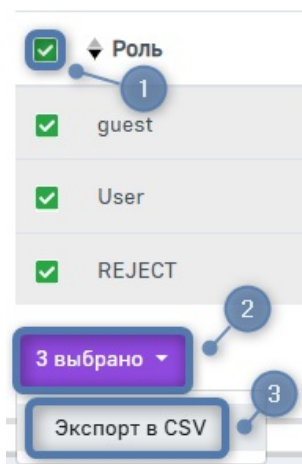 Роль
1
guest
User
REJECT
2
3 выбрано
3
Экспорт в CSV